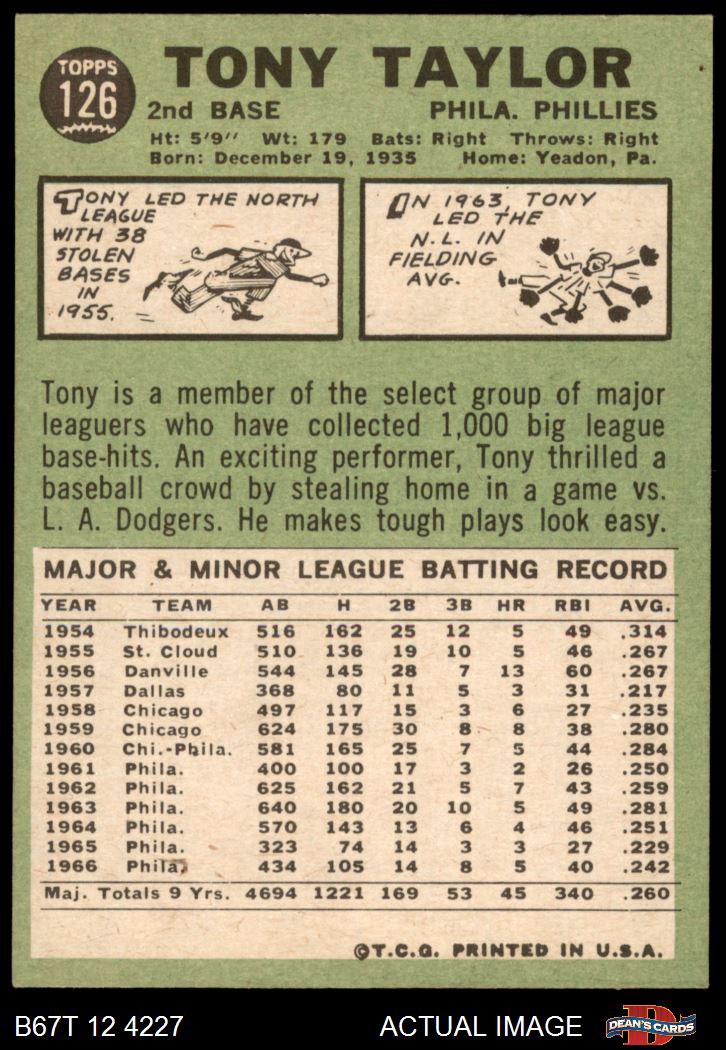 TOPPS
126
TONY TAYLOR
2nd BASE PHILA. PHILLIES
Ht: 5'9" Wt: 179 Bats: Right Throws: Right
Born: December 19, 1935 Home: Yeadon, Pa.
TONY LED THE NORTH
LEAGUE
WITH 38
STOLEN
BASES
IN
1955.
IN 1963, TONY
LED THE
N.L. IN
FIELDING
AVG.
Tony is a member of the select group of major
leaguers who have collected 1,000 big league
base-hits. An exciting performer, Tony thrilled a
baseball crowd by stealing home in a game vs.
L. A. Dodgers. He makes tough plays look easy.
MAJOR & MINOR LEAGUE BATTING RECORD
YEAR TEAM AB H 2B 3B HR RBI AVG.
1954 Thibodeux 516 162 25 12 5 49 .314
1955 St. Cloud 510 136 19 10 5 46 .267
1956 Danville 544 145 28 7 13 60 .267
1957 Dallas 368 80 11 5 3 31 .217
1958 Chicago 497 117 15 3 6 27 .235
1959 Chicago 624 175 30 8 8 38 .280
1960 Chi.-Phila. 581 165 25 7 5 44 .284
1961 Phila. 400 100 17 3 2 26 .250
1962 Phila. 625 162 21 5 7 43 .259
1963 Phila. 640 180 20 10 5 49 .281
1964 Phila. 570 143 13 6 4 46 .251
1965 Phila. 323 74 14 3 3 27 .229
1966 Phila. 434 105 14 8 5 40 .242
Maj. Totals 9 Yrs. 4694 1221 169 53 45 340 .260
©T.C.G. PRINTED IN U.S.A.
B67T 12 4227 ACTUAL IMAGE
D
DEAN'S CARDS